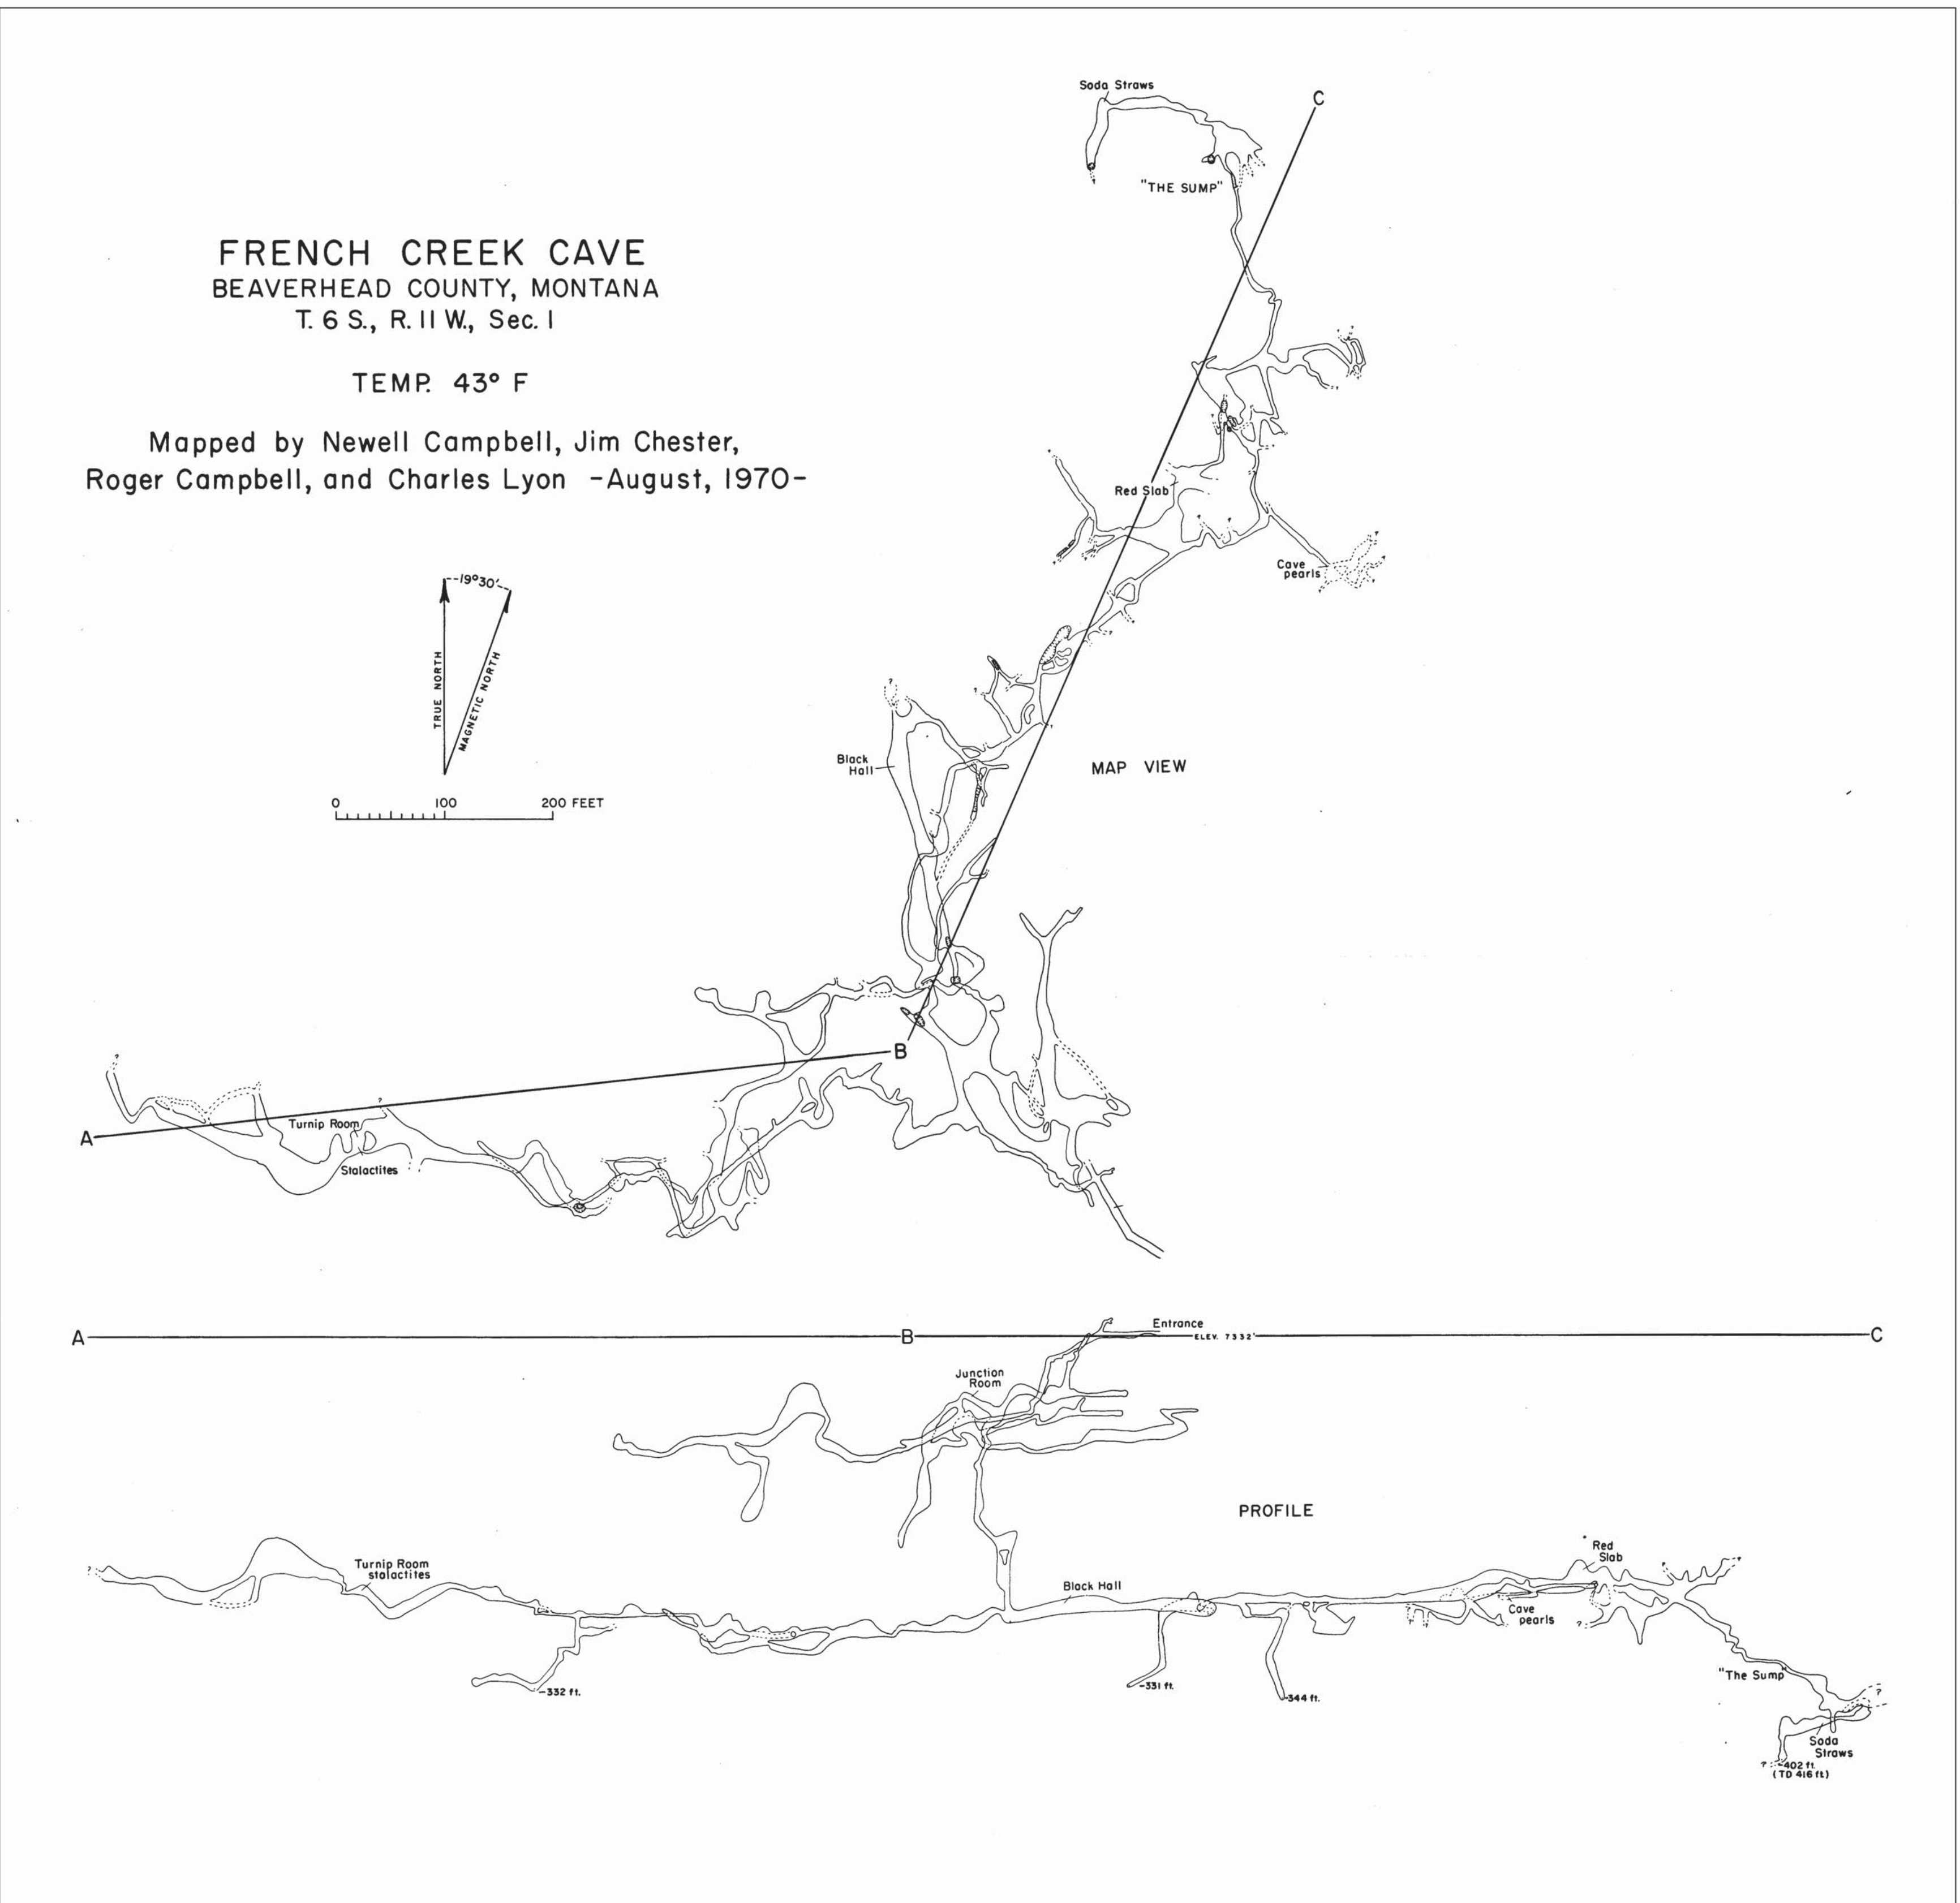 Soda Straws
C
"THE SUMP"
FRENCH CREEK CAVE
BEAVERHEAD COUNTY, MONTANA
T. 6 S., R. 11 W., Sec. 1
TEMP. 43° F
Mapped by Newell Campbell, Jim Chester,
Roger Campbell, and Charles Lyon -August, 1970-
Red Slab
Cave
pearls
19°30'
TRUE NORTH
MAGNETIC NORTH
0 100 200 FEET
Black
Hall
MAP VIEW
B
A
Turnip Room
Stalactites
A
B
C
Entrance
ELEV. 7332'
Junction
Room
PROFILE
Turnip Room
stalactites
Black Hall
Red
Slab
Cave
pearls
"The Sump"
-332 ft.
-331 ft.
-344 ft.
Soda
Straws
? -402 ft.
(TD 416 ft)